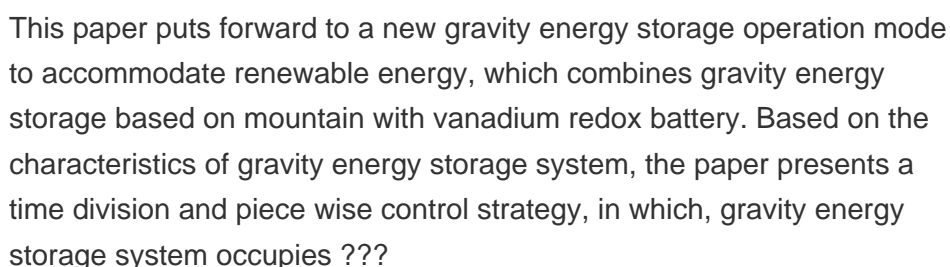 This paper puts forward to a new gravity energy storage operation mode
to accommodate renewable energy, which combines gravity energy
storage based on mountain with vanadium redox battery. Based on the
characteristics of gravity energy storage system, the paper presents a
time division and piece wise control strategy, in which, gravity energy
storage system occupies ???